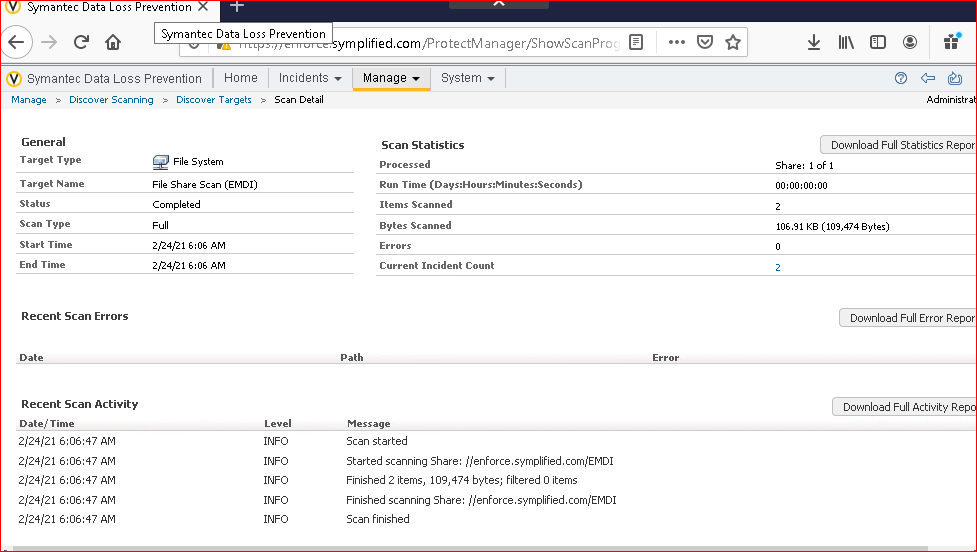 Symantec Data Loss Prevention
Symantec Data Loss Prevention
https://enforce.symplified.com/ProtectManager/ShowScanProg
Symantec Data Loss Prevention Home Incidents Manage System
Manage > Discover Scanning > Discover Targets > Scan Detail Administrat
General
Target Type File System
Target Name File Share Scan (EMDI)
Status Completed
Scan Type Full
Start Time 2/24/21 6:06 AM
End Time 2/24/21 6:06 AM
Scan Statistics Download Full Statistics Repor
Processed Share: 1 of 1
Run Time (Days:Hours:Minutes:Seconds) 00:00:00:00
Items Scanned 2
Bytes Scanned 106.91 KB (109,474 Bytes)
Errors 0
Current Incident Count 2
Recent Scan Errors Download Full Error Repor
Date Path Error
Recent Scan Activity Download Full Activity Repo
Date/Time Level Message
2/24/21 6:06:47 AM INFO Scan started
2/24/21 6:06:47 AM INFO Started scanning Share: //enforce.symplified.com/EMDI
2/24/21 6:06:47 AM INFO Finished 2 items, 109,474 bytes; filtered 0 items
2/24/21 6:06:47 AM INFO Finished scanning Share: //enforce.symplified.com/EMDI
2/24/21 6:06:47 AM INFO Scan finished